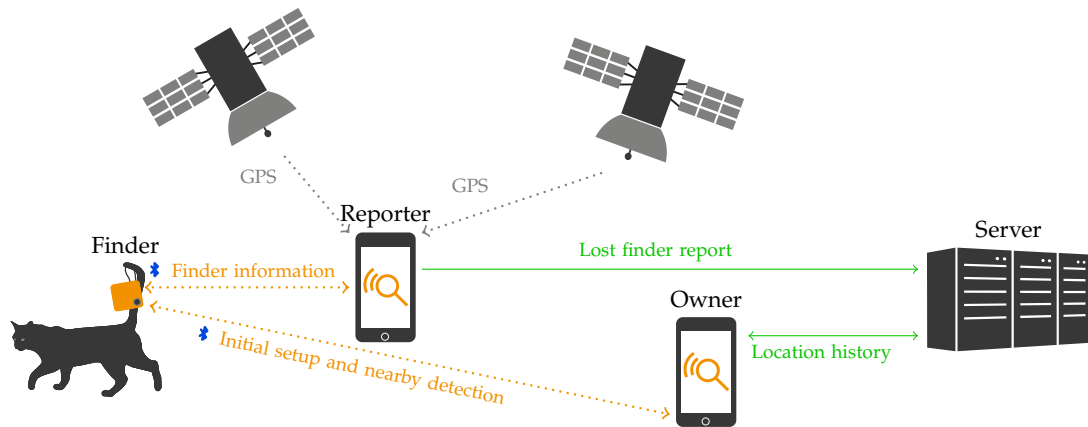 GPS
GPS
Reporter
Finder
Server
Finder information
Lost finder report
Owner
Initial setup and nearby detection
Location history